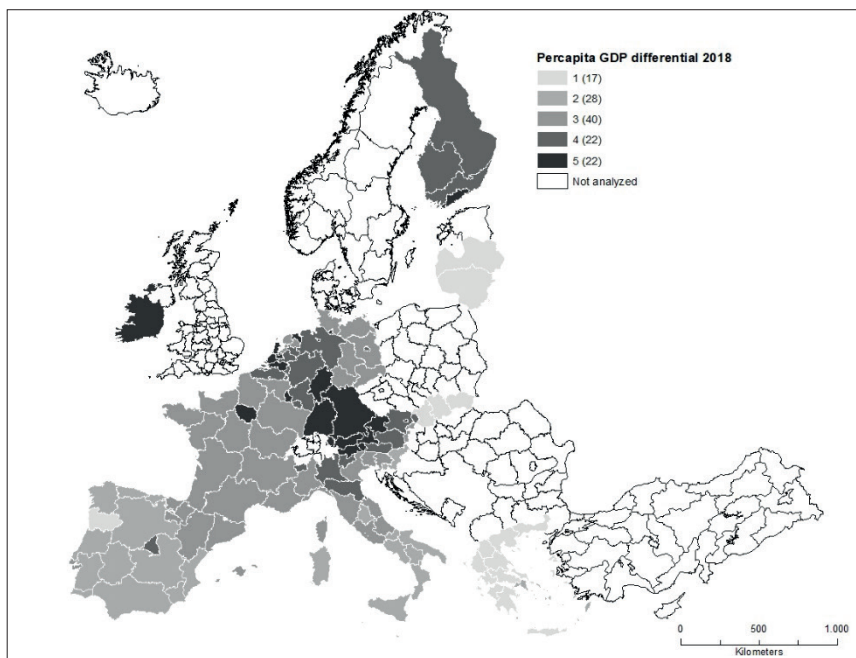 Percapita GDP differential 2018
1 (17)
2 (28)
3 (40)
4 (22)
5 (22)
Not analyzed
0 500 1.000
Kilometers